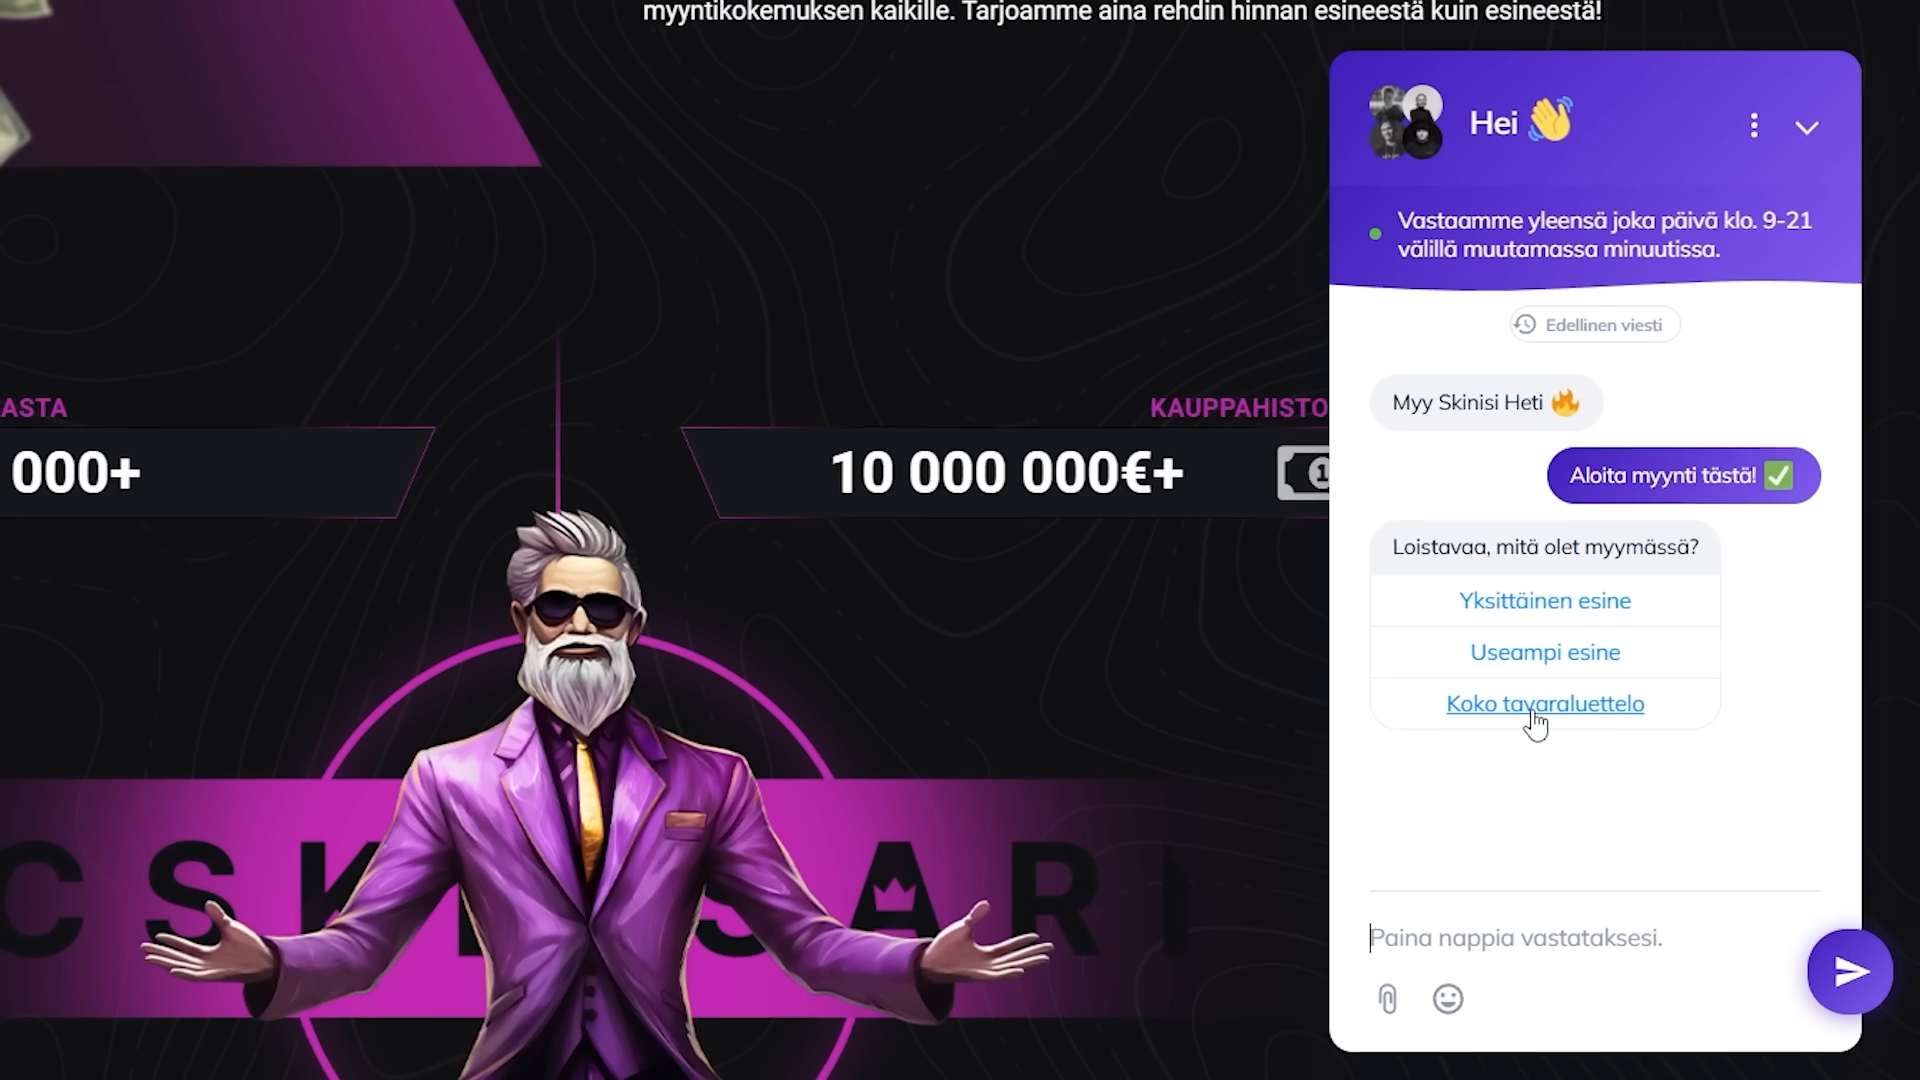 myyntikokemuksen kaikille. Tarjoamme aina rehdin hinnan esineestä kuin esineestä!
ASTA
000+
KAUPPAHISTO
10 000 000€+
CSK
SARI
Hei 👋
Vastaamme yleensä joka päivä klo. 9-21
välillä muutamassa minuutissa.
Edellinen viesti
Myy Skinisi Heti 🔥
Aloita myynti tästä! ✅
Loistavaa, mitä olet myymässä?
Yksittäinen esine
Useampi esine
Koko tavaraluettelo
Paina nappia vastataksesi.